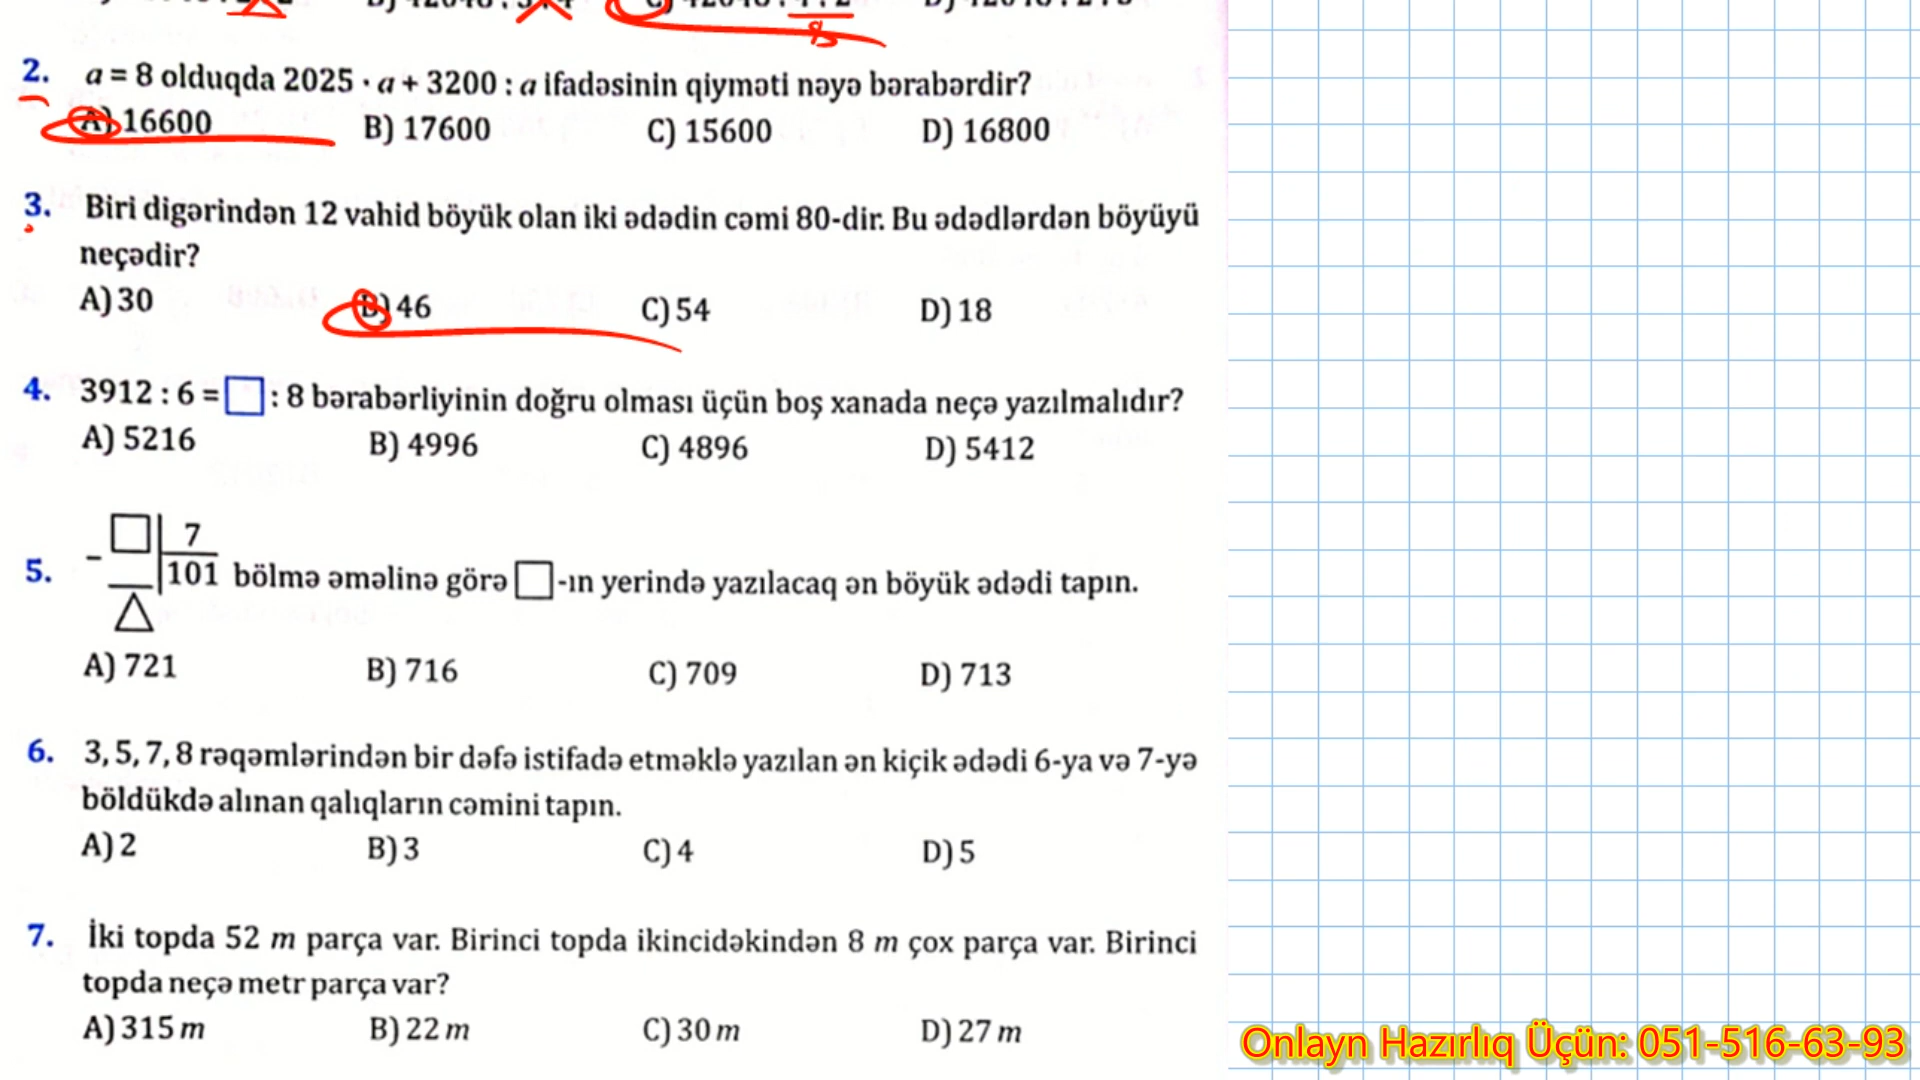 2. a = 8 olduqda 2025 · a + 3200 : a ifadəsinin qiyməti nəyə bərabərdir?
A) 16600 B) 17600 C) 15600 D) 16800
3. Biri digərindən 12 vahid böyük olan iki ədədin cəmi 80-dir. Bu ədədlərdən böyüyü
neçədir?
A) 30 B) 46 C) 54 D) 18
4. 3912 : 6 = □ : 8 bərabərliyinin doğru olması üçün boş xanada neçə yazılmalıdır?
A) 5216 B) 4996 C) 4896 D) 5412
− □ 7
5. 101 bölmə əməlinə görə □-ın yerində yazılacaq ən böyük ədədi tapın.
△
A) 721 B) 716 C) 709 D) 713
6. 3, 5, 7, 8 rəqəmlərindən bir dəfə istifadə etməklə yazılan ən kiçik ədədi 6-ya və 7-yə
böldükdə alınan qalıqların cəmini tapın.
A) 2 B) 3 C) 4 D) 5
7. İki topda 52 m parça var. Birinci topda ikincidəkindən 8 m çox parça var. Birinci
topda neçə metr parça var?
A) 315 m B) 22 m C) 30 m D) 27 m
Onlayn Hazırlıq Üçün: 051-516-63-93